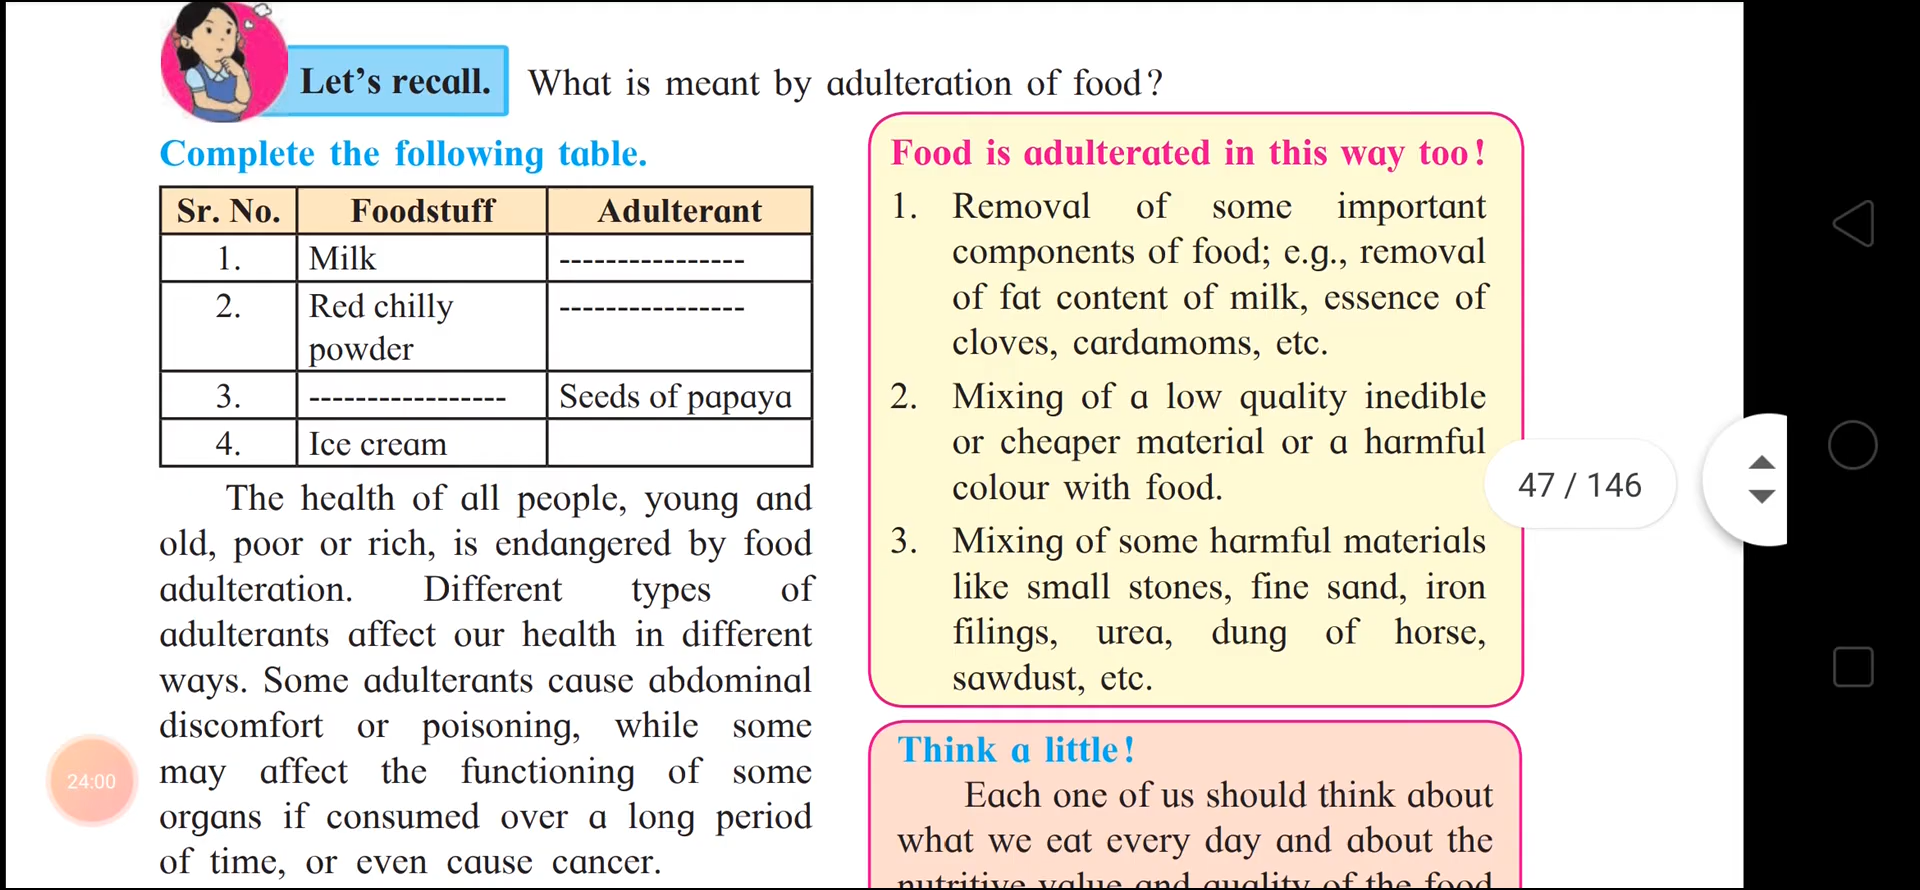 Let's recall. What is meant by adulteration of food?
Complete the following table.
Sr. No. Foodstuff Adulterant
1. Milk ----------------
2. Red chilly powder ----------------
3. ----------------- Seeds of papaya
4. Ice cream
The health of all people, young and
old, poor or rich, is endangered by food
adulteration. Different types of
adulterants affect our health in different
ways. Some adulterants cause abdominal
discomfort or poisoning, while some
may affect the functioning of some
organs if consumed over a long period
of time, or even cause cancer.
Food is adulterated in this way too!
1. Removal of some important
components of food; e.g., removal
of fat content of milk, essence of
cloves, cardamoms, etc.
2. Mixing of a low quality inedible
or cheaper material or a harmful
colour with food.
3. Mixing of some harmful materials
like small stones, fine sand, iron
filings, urea, dung of horse,
sawdust, etc.
Think a little!
Each one of us should think about
what we eat every day and about the
nutritive value and quality of the food
47 / 146
24:00